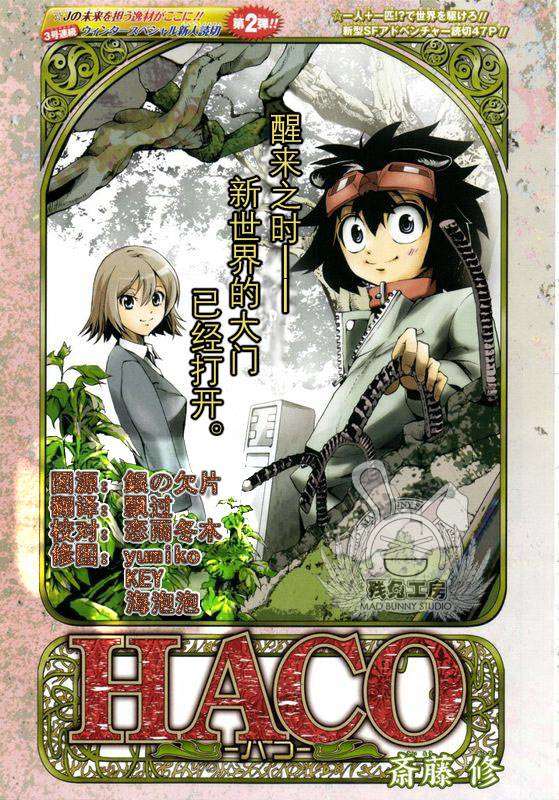 ☆Jの未来を担う逸材がここに!!
3号連続ウィンタースペシャル新人読切
第2弾!!
☆一人+一匹!?で世界を駆けろ!!
新型SFアドベンチャー読切47P!!
醒来之时——
新世界的大门
已经打开。
图源：银の欠片
翻译：飘过
校对：恋雨冬木
修图：yumiko
KEY
海泡泡
残兔工房
MAD BUNNY STUDIO
HACO
-ハコ-
斎藤 修